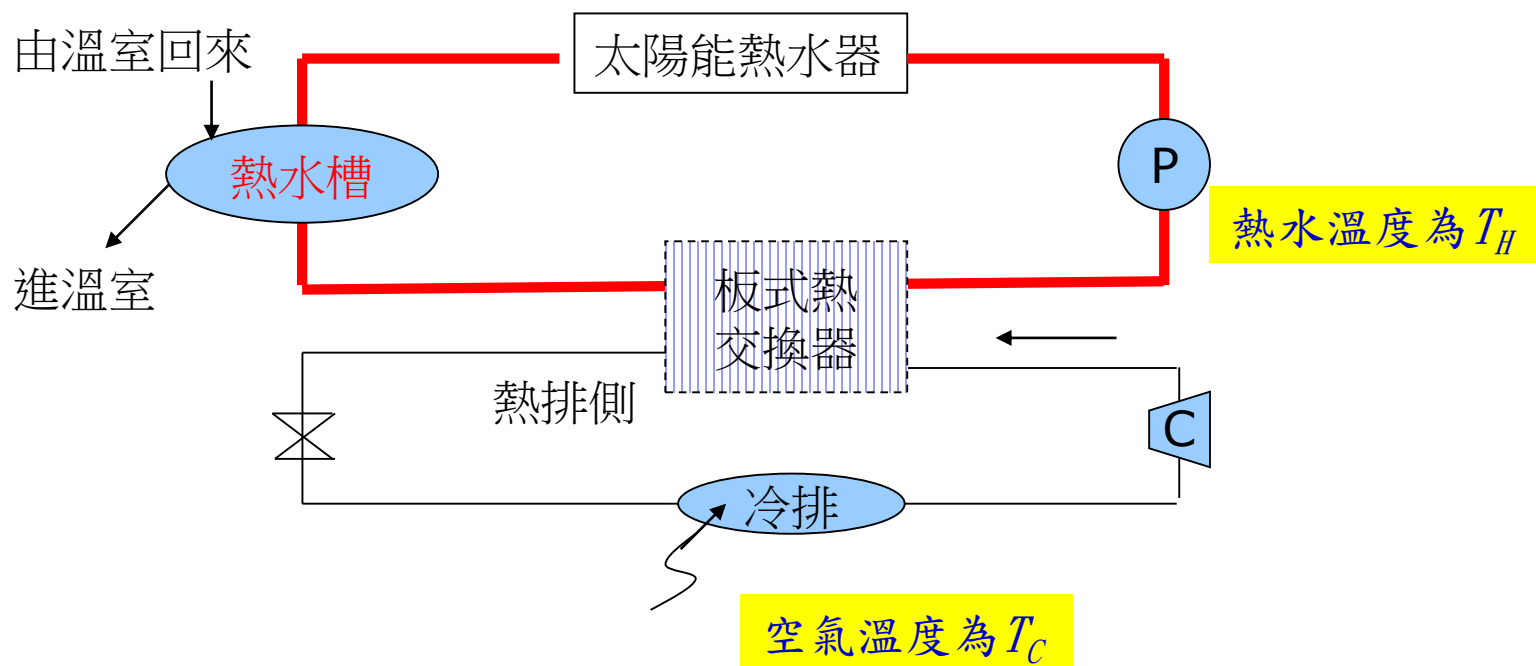 由溫室回來
太陽能熱水器
熱水槽
P
熱水溫度為T_H
進溫室
板式熱
交換器
熱排側
C
冷排
空氣溫度為T_C